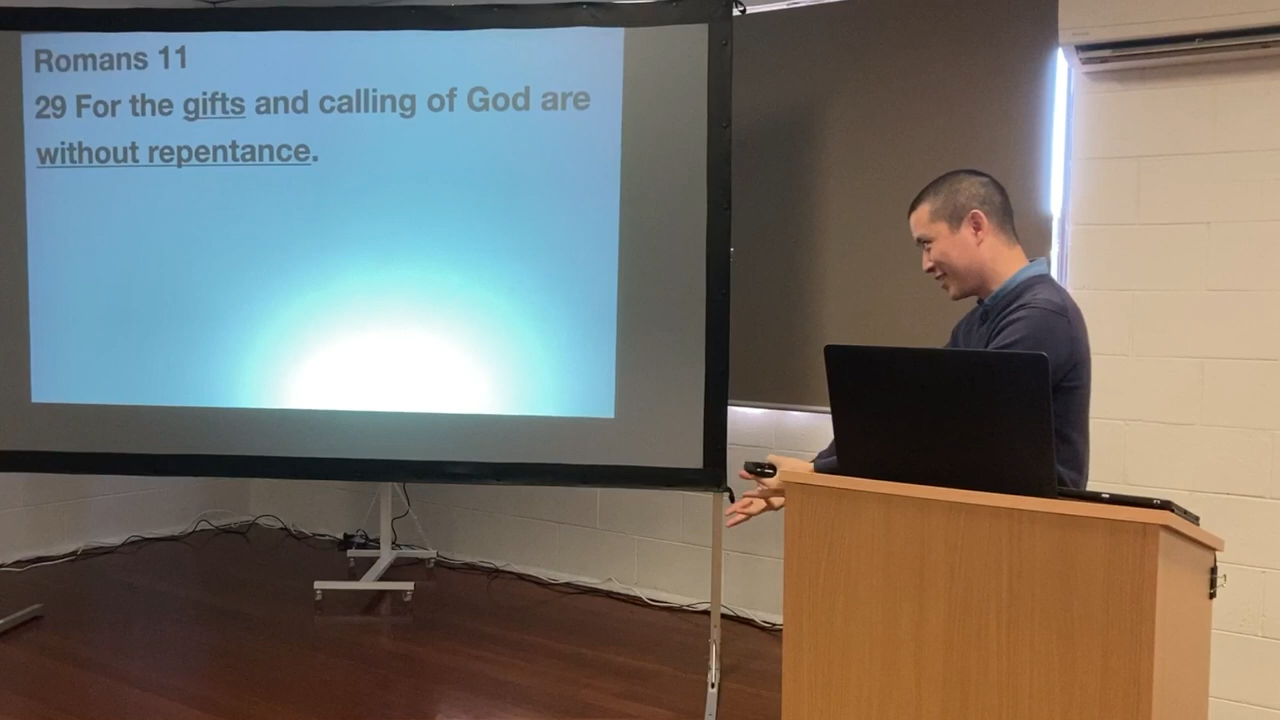 Romans 11
29 For the gifts and calling of God are
without repentance.